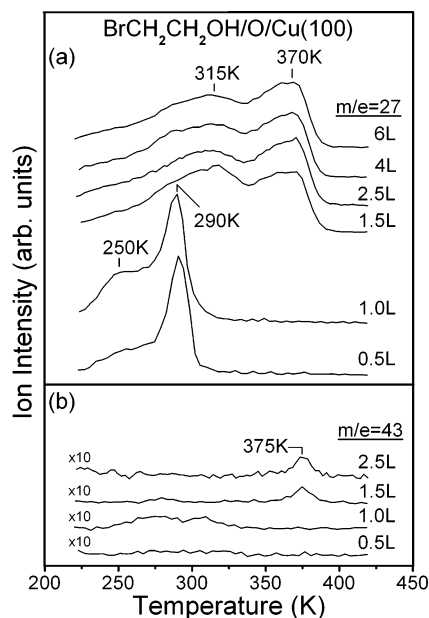 BrCH₂CH₂OH/O/Cu(100)
(a)
370K
315K
m/e=27
6L
4L
2.5L
1.5L
290K
250K
1.0L
0.5L
(b)
m/e=43
375K
x10
2.5L
x10
1.5L
x10
1.0L
x10
0.5L
200 250 300 350 400 450
Temperature (K)
Ion Intensity (arb. units)